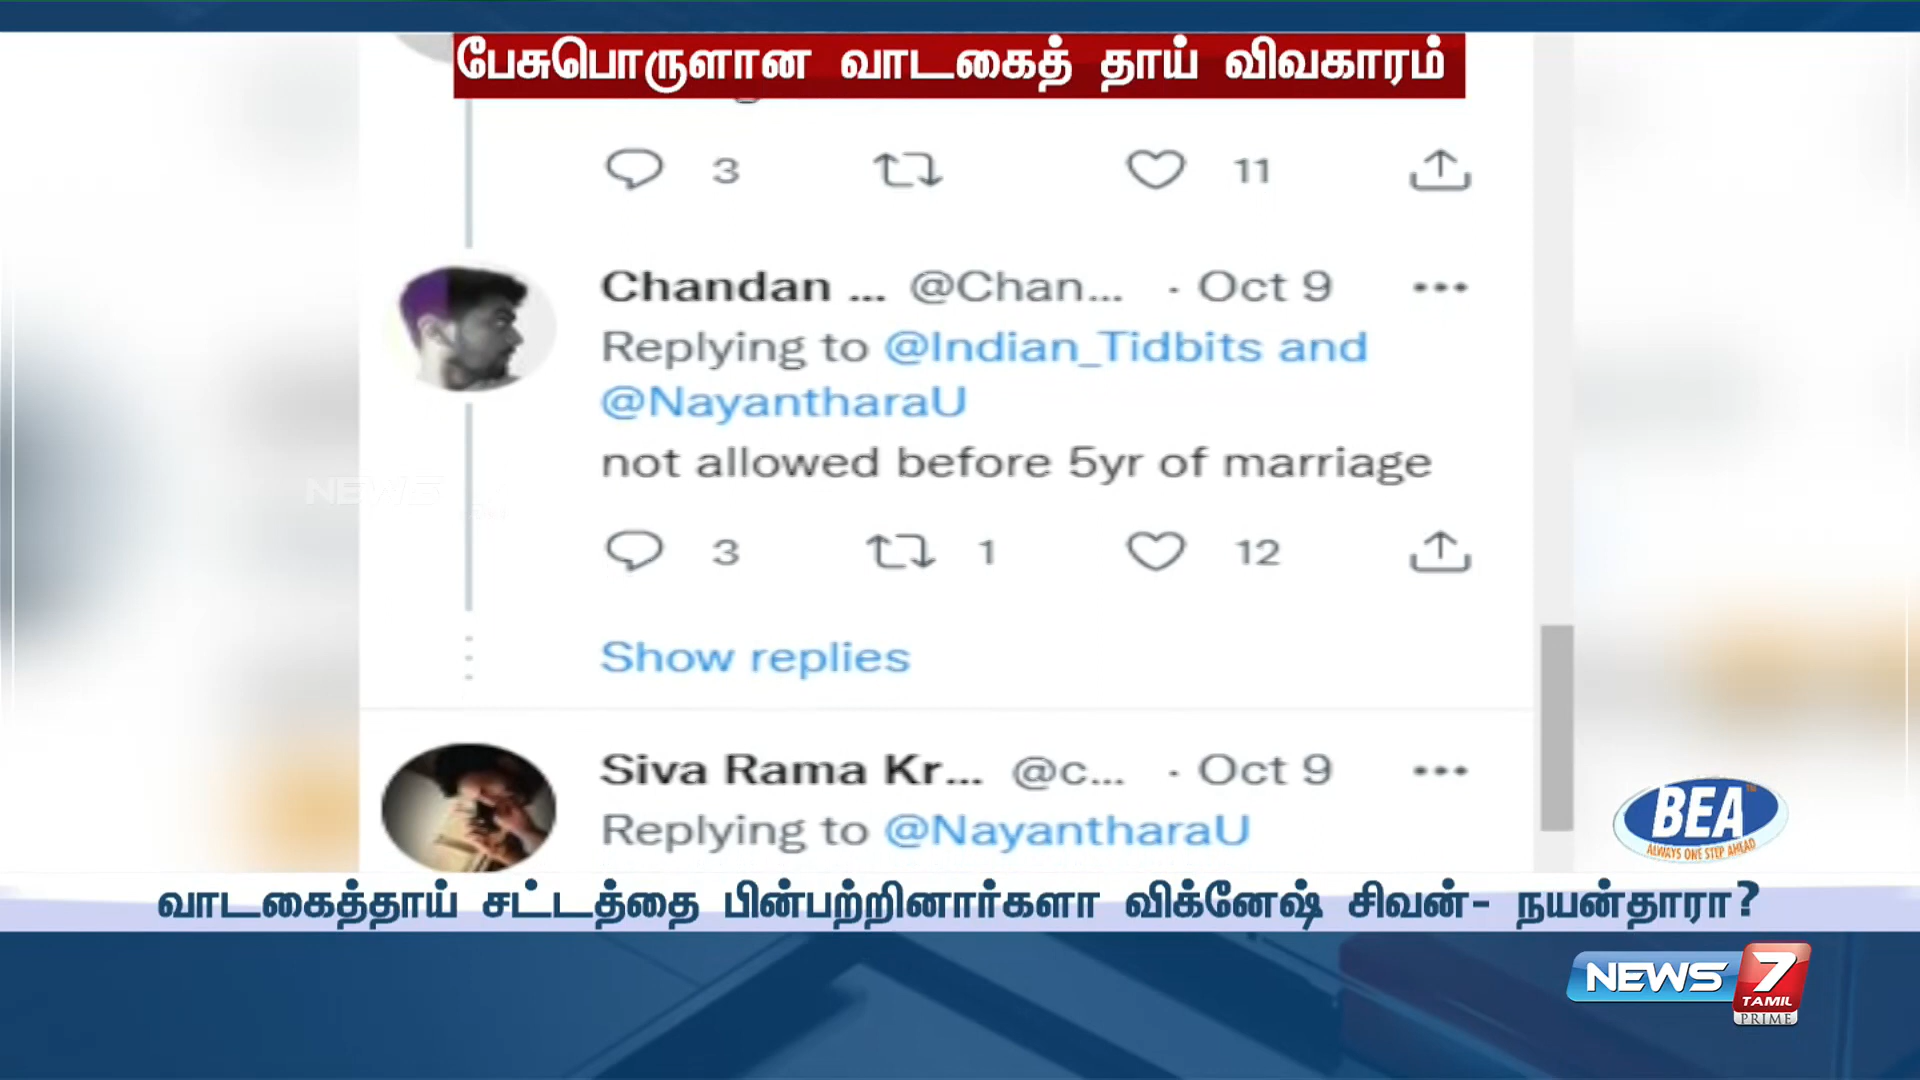 பேசுபொருளான வாடகைத் தாய் விவகாரம்
3 11
Chandan ... @Chan... · Oct 9
Replying to @Indian_Tidbits and
@NayantharaU
not allowed before 5yr of marriage
3 1 12
Show replies
Siva Rama Kr... @c... · Oct 9
Replying to @NayantharaU
NEWS
BEA™
ALWAYS ONE STEP AHEAD
வாடகைத்தாய் சட்டத்தை பின்பற்றினார்களா விக்னேஷ் சிவன்- நயன்தாரா?
NEWS 7
TAMIL
PRIME